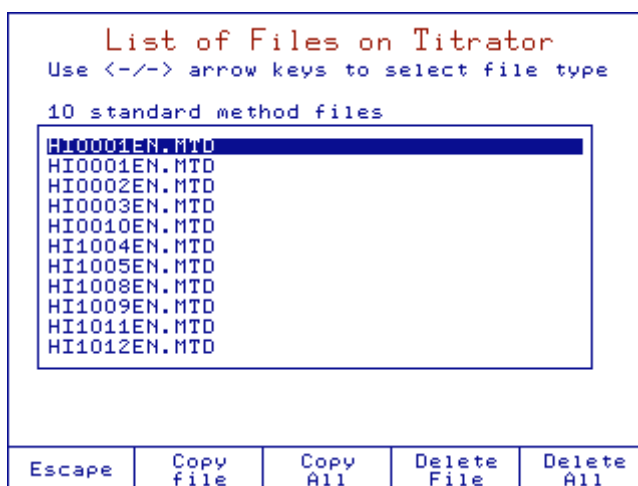 List of Files on Titrator
Use <-/-> arrow keys to select file type
10 standard method files
HI0001EN.MTD
HI0001EN.MTD
HI0002EN.MTD
HI0003EN.MTD
HI0010EN.MTD
HI1004EN.MTD
HI1005EN.MTD
HI1008EN.MTD
HI1009EN.MTD
HI1011EN.MTD
HI1012EN.MTD
Escape
Copy
file
Copy
All
Delete
File
Delete
All